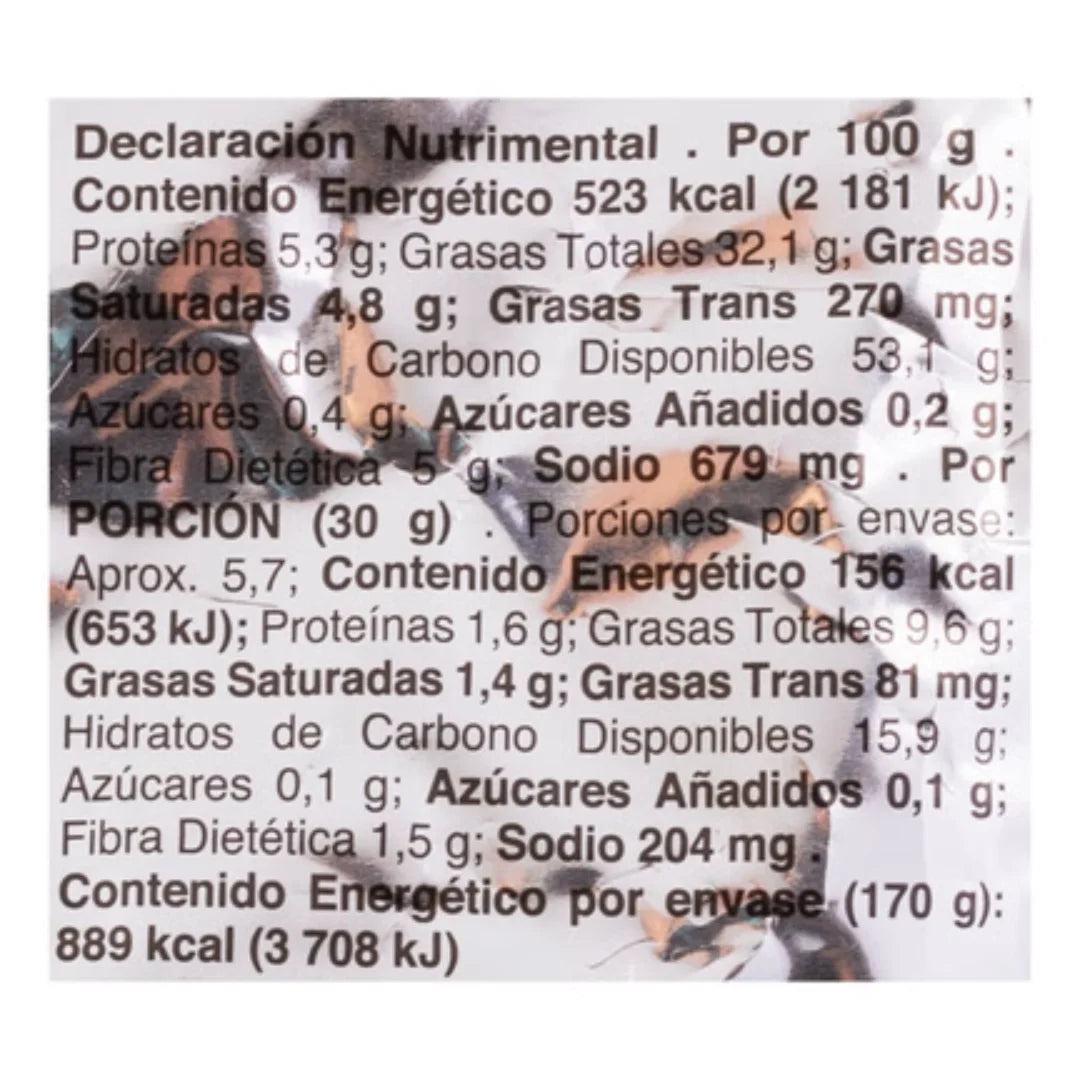 Declaración Nutrimental . Por 100 g .
Contenido Energético 523 kcal (2 181 kJ);
Proteínas 5,3 g; Grasas Totales 32,1 g; Grasas
Saturadas 4,8 g; Grasas Trans 270 mg;
Hidratos de Carbono Disponibles 53,1 g;
Azúcares 0,4 g; Azúcares Añadidos 0,2 g;
Fibra Dietética 5 g; Sodio 679 mg . Por
PORCIÓN (30 g) . Porciones por envase:
Aprox. 5,7; Contenido Energético 156 kcal
(653 kJ); Proteínas 1,6 g; Grasas Totales 9,6 g;
Grasas Saturadas 1,4 g; Grasas Trans 81 mg;
Hidratos de Carbono Disponibles 15,9 g;
Azúcares 0,1 g; Azúcares Añadidos 0,1 g;
Fibra Dietética 1,5 g; Sodio 204 mg .
Contenido Energético por envase (170 g):
889 kcal (3 708 kJ)